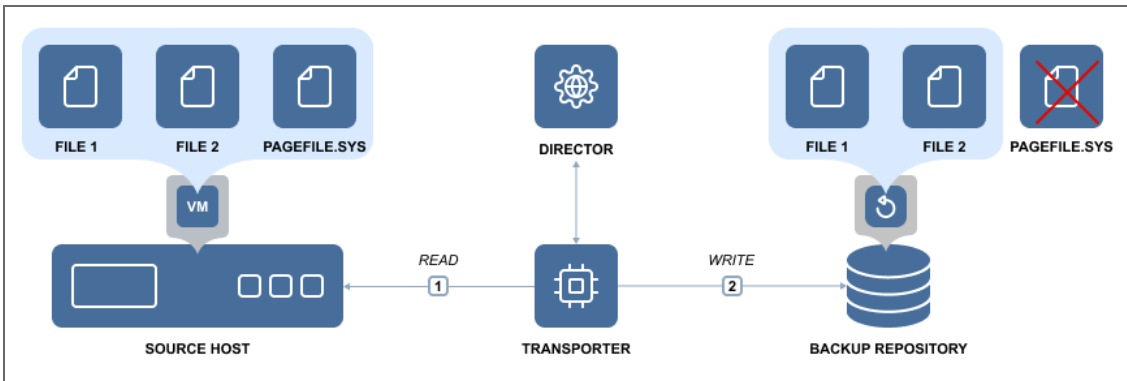 FILE 1
FILE 2
PAGEFILE.SYS
DIRECTOR
FILE 1
FILE 2
PAGEFILE.SYS
VM
READ
WRITE
1
2
SOURCE HOST
TRANSPORTER
BACKUP REPOSITORY